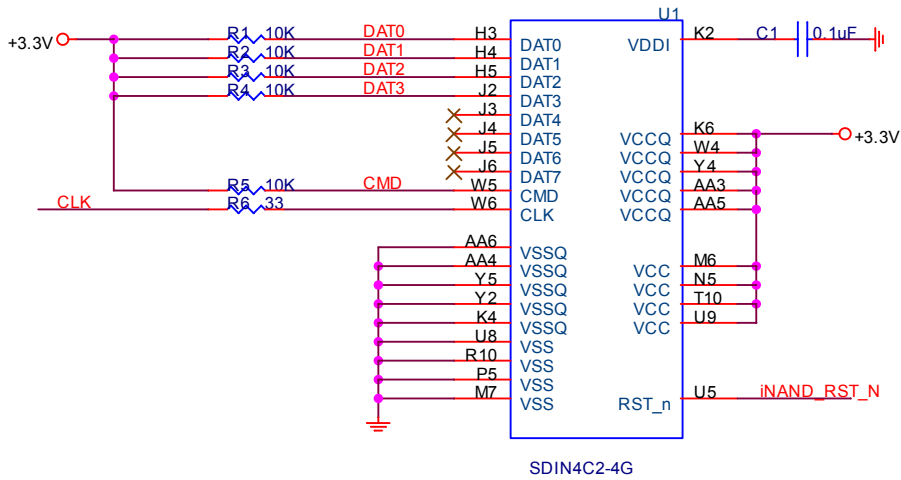 U1
R1 10K DAT0 H3 DAT0 VDDI K2 C1 0.1uF
+3.3V
R2 10K DAT1 H4 DAT1
R3 10K DAT2 H5 DAT2
R4 10K DAT3 J2 DAT3
J3 DAT4
J4 DAT5 VCCQ K6 +3.3V
J5 DAT6 VCCQ W4
J6 DAT7 VCCQ Y4
R5 10K CMD W5 CMD VCCQ AA3
CLK R6 33 W6 CLK VCCQ AA5
AA6 VSSQ
AA4 VSSQ VCC M6
Y5 VSSQ VCC N5
Y2 VSSQ VCC T10
K4 VSSQ VCC U9
U8 VSS
R10 VSS
P5 VSS
M7 VSS RST_n U5 iNAND_RST_N
SDIN4C2-4G